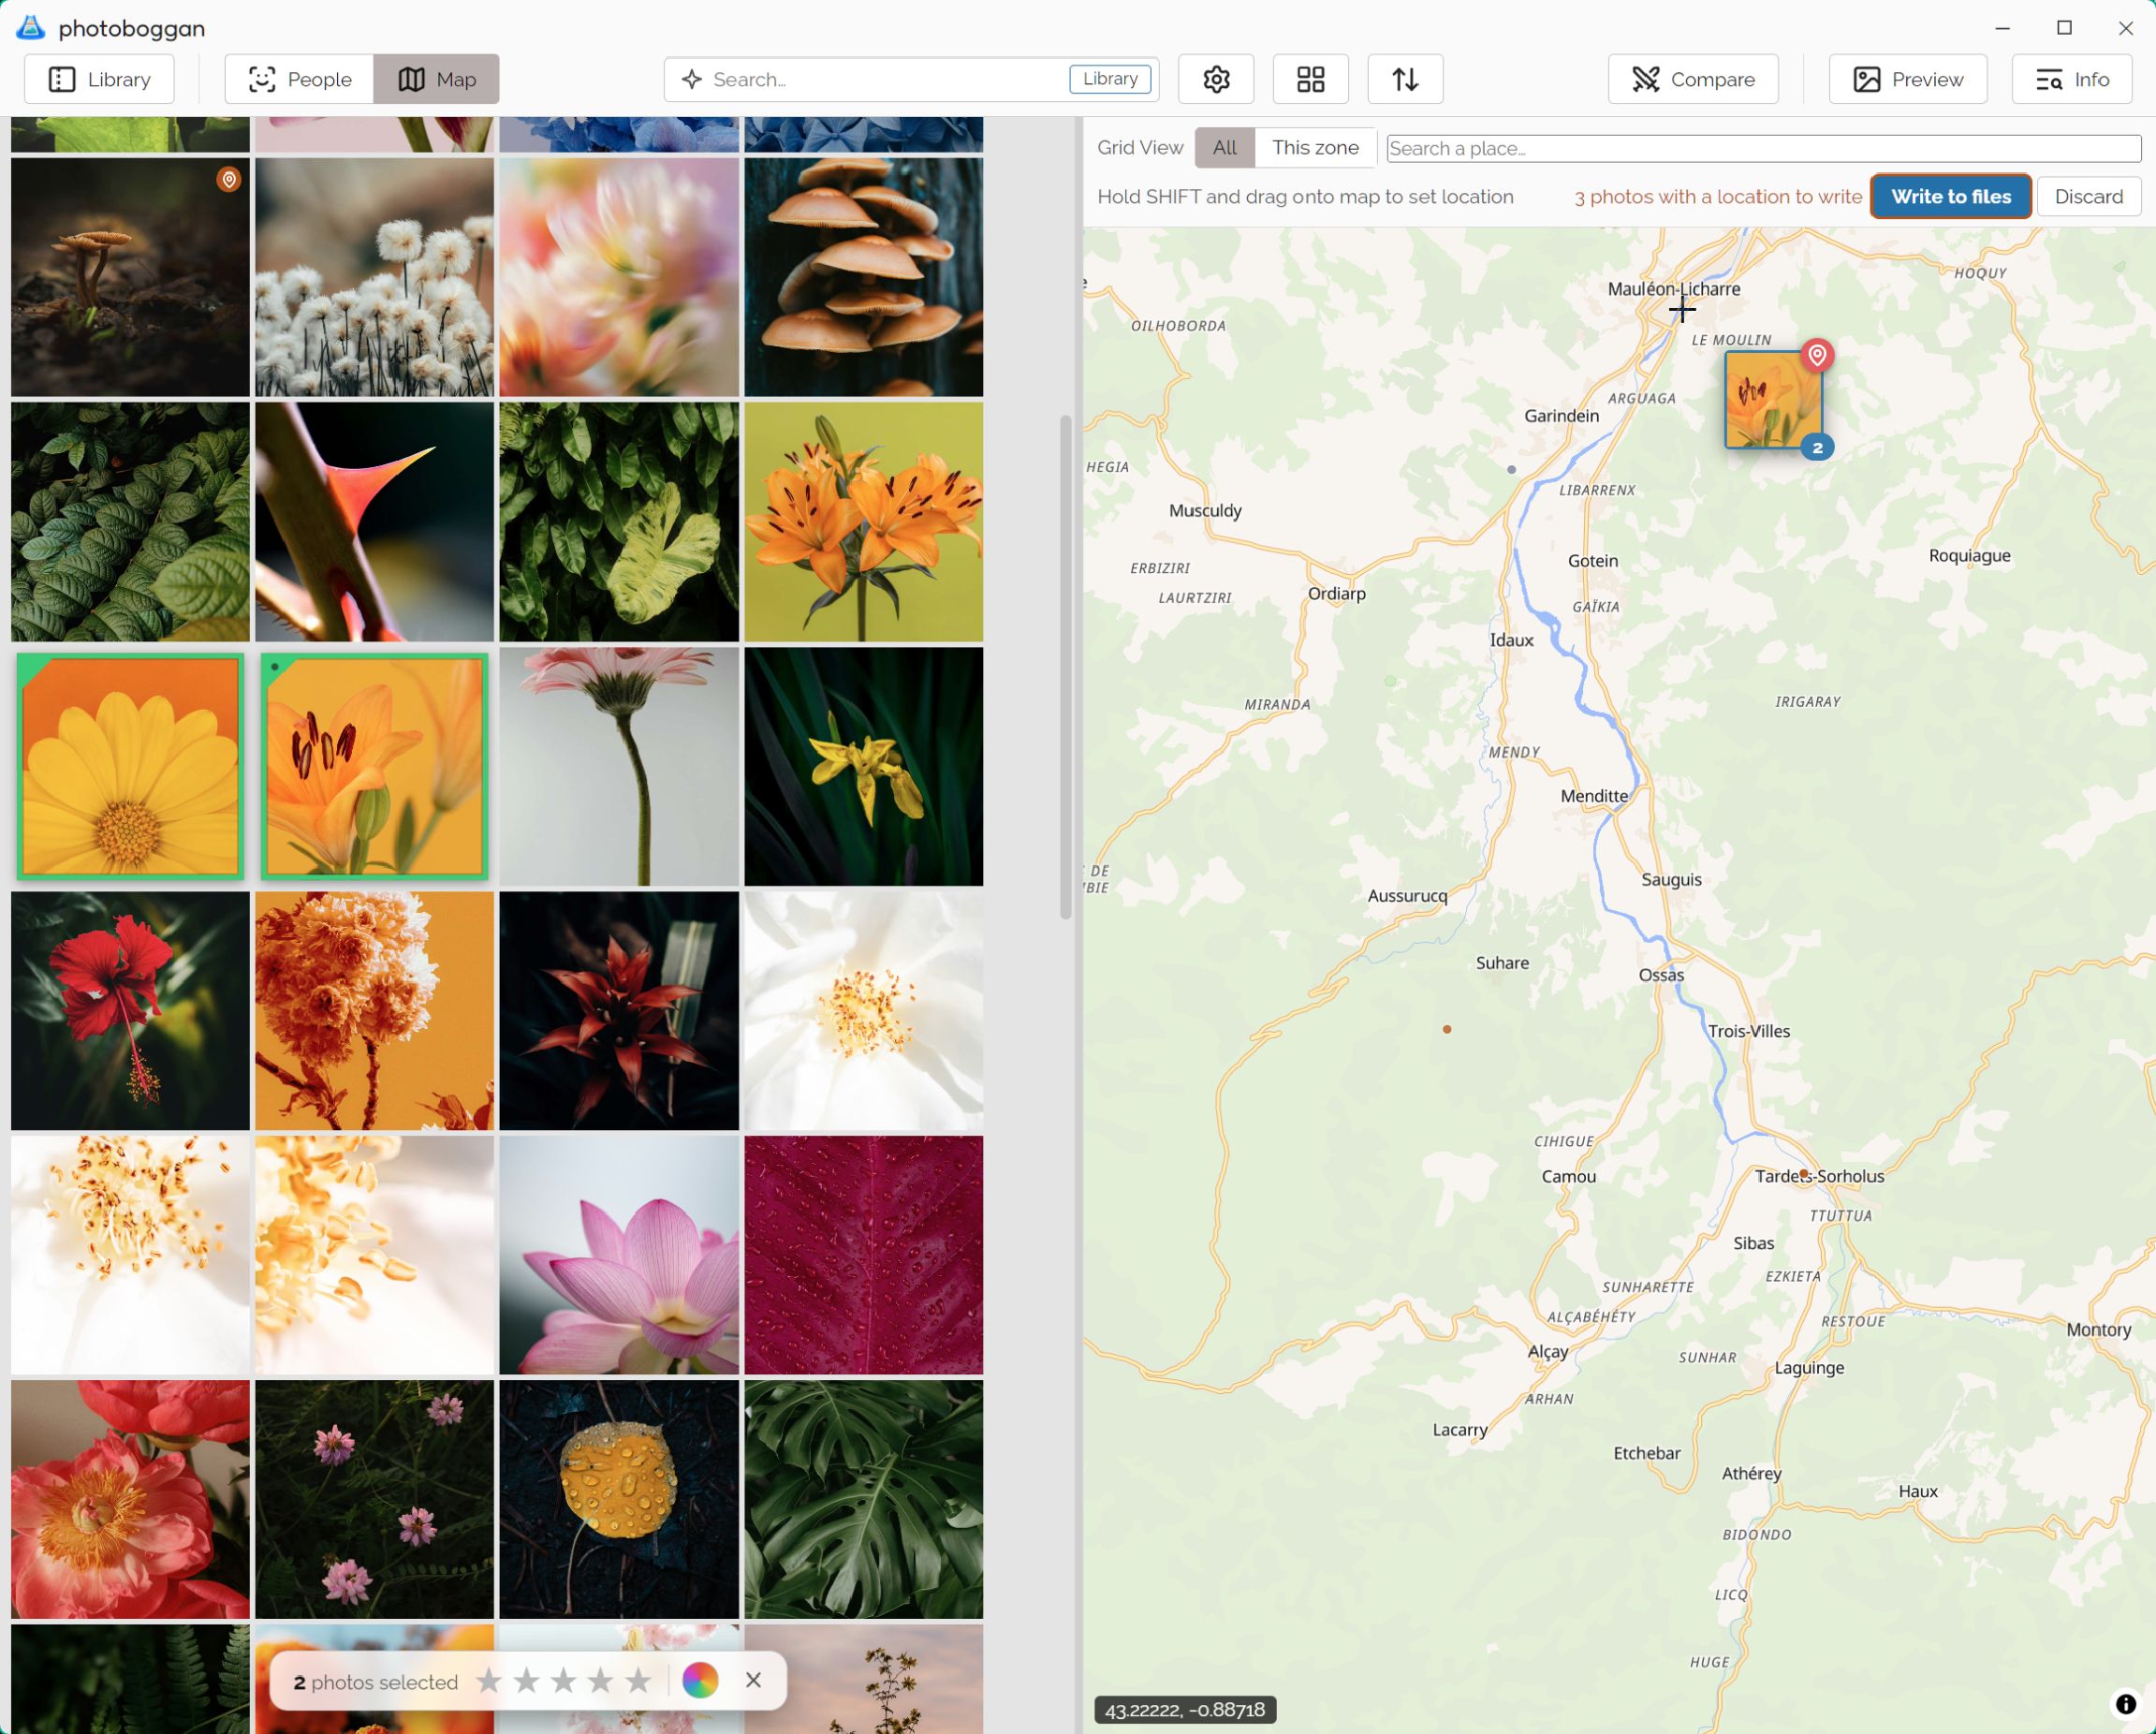 photoboggan
Library
People
Map
Search...
Library
Compare
Preview
Info
Grid View
All
This zone
Search a place...
Hold SHIFT and drag onto map to set location
3 photos with a location to write
Write to files
Discard
HOQUY
Mauléon-Licharre
OILHOBORDA
LE MOULIN
ARGUAGA
Garindein
2
HEGIA
LIBARRENX
Musculdy
Roquiague
Gotein
ERBIZIRI
Ordiarp
LAURTZIRI
GAÏKIA
Idaux
IRIGARAY
MIRANDA
MENDY
Menditte
DE
Sauguis
Aussurucq
Suhare
Ossas
Trois-Villes
CIHIGUE
Camou
Tardets-Sorholus
TTUTTUA
Sibas
EZKIETA
SUNHARETTE
ALÇABÉHÉTY
RESTOUE
Montory
Alçay
SUNHAR
Laguinge
ARHAN
Lacarry
Etchebar
Athérey
Haux
BIDONDO
LICQ
HUGE
2 photos selected
43.22222, -0.88718